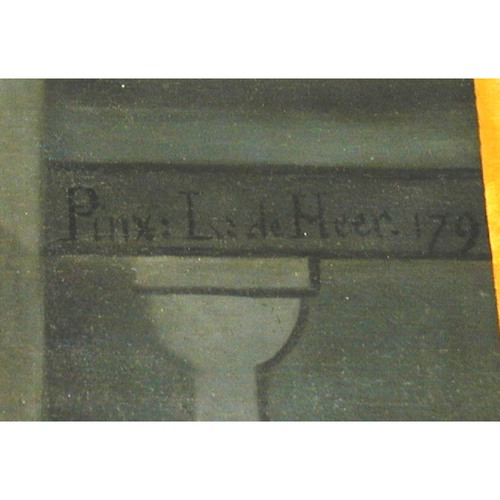 Pinx: L: de Heer. 179